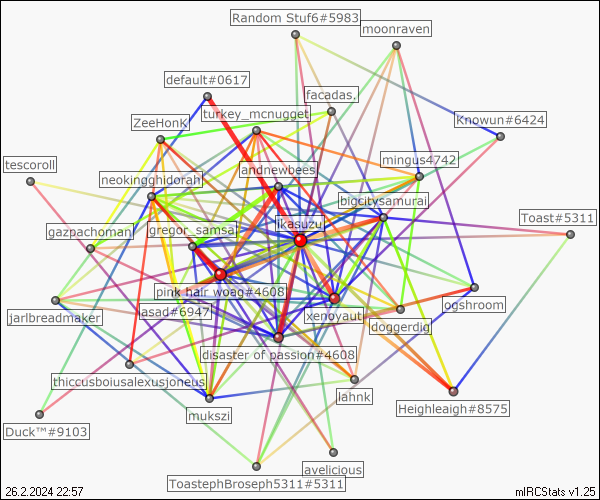 Random Stuf6#5983
moonraven
default#0617
facadas.
turkey_mcnugget
Knowun#6424
ZeeHonK
mingus4742
tescoroll
andnewbees
neokingghidorah
bigcitysamurai
Toast#5311
ikasuzu
gregor_samsa
gazpachoman
pink hair woag#4608
ogshroom
jarlbreadmaker
jasad#6947
xenoyaut
doggerdig
disaster of passion#4608
thiccusboiusalexusjoneus
iahnk
mukszi
Heighleaigh#8575
Duck™#9103
avelicious
ToastephBroseph5311#5311
26.2.2024 22:57
mIRCStats v1.25